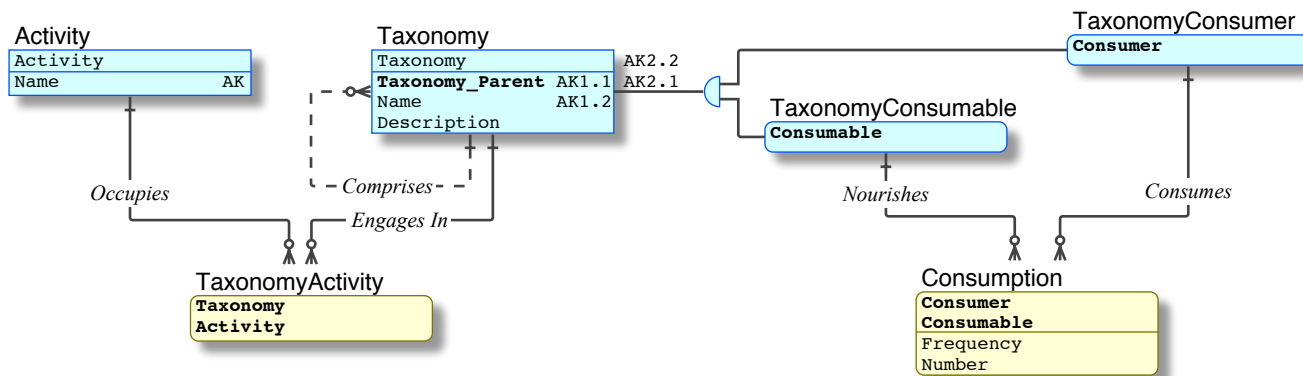 Activity
Activity
Name AK
Taxonomy
Taxonomy AK2.2
Taxonomy_Parent AK1.1 AK2.1
Name AK1.2
Description
TaxonomyConsumer
Consumer
TaxonomyConsumable
Consumable
Occupies
Comprises
Engages In
Nourishes
Consumes
TaxonomyActivity
Taxonomy
Activity
Consumption
Consumer
Consumable
Frequency
Number